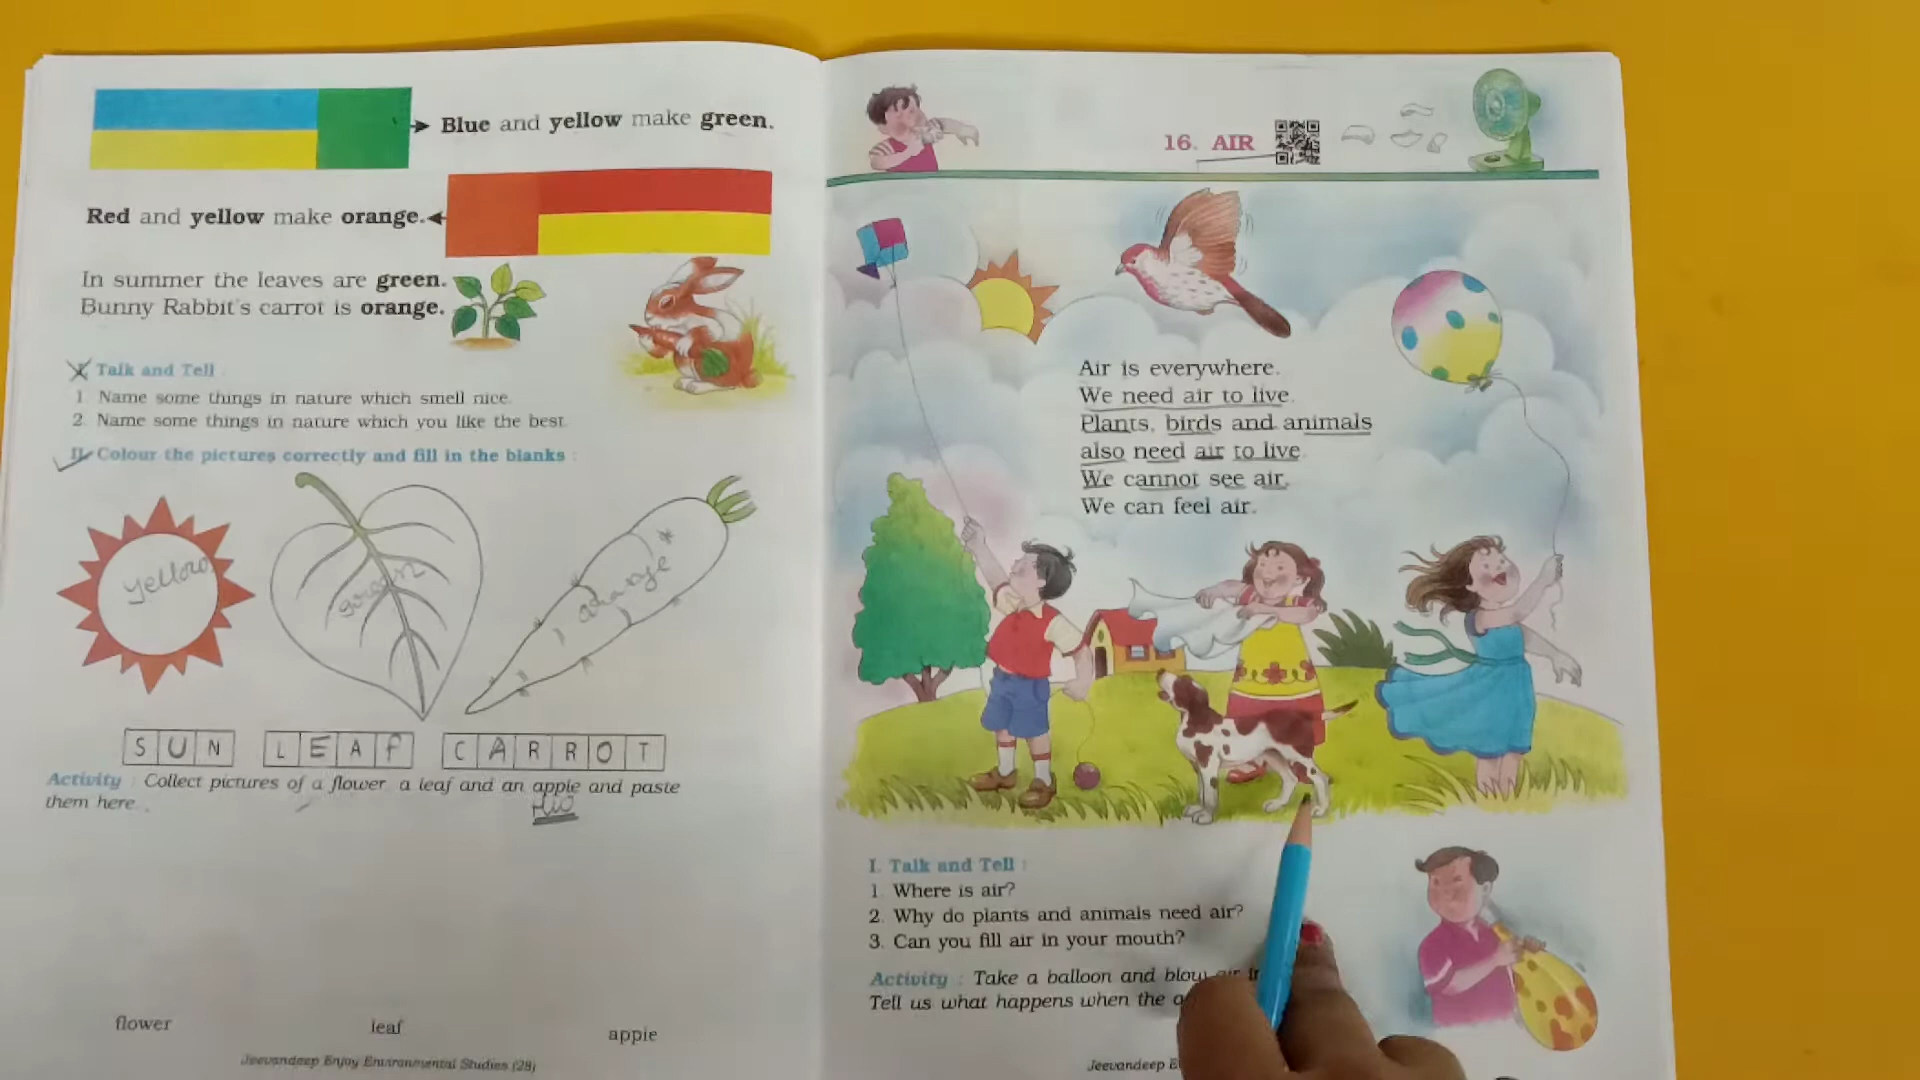 Blue and yellow make green.
Red and yellow make orange.
In summer the leaves are green.
Bunny Rabbit's carrot is orange.
I. Talk and Tell
1. Name some things in nature which smell nice.
2. Name some things in nature which you like the best.
II. Colour the pictures correctly and fill in the blanks :
yellow
green
orange
SUN LEAF CARROT
Activity : Collect pictures of a flower a leaf and an apple and paste
them here.
flower leaf apple
Jeevandeep Enjoy Environmental Studies (28)
16. AIR
Air is everywhere.
We need air to live.
Plants, birds and animals
also need air to live.
We cannot see air.
We can feel air.
I. Talk and Tell :
1. Where is air?
2. Why do plants and animals need air?
3. Can you fill air in your mouth?
Activity : Take a balloon and blow air
Tell us what happens when the
Jeevandeep